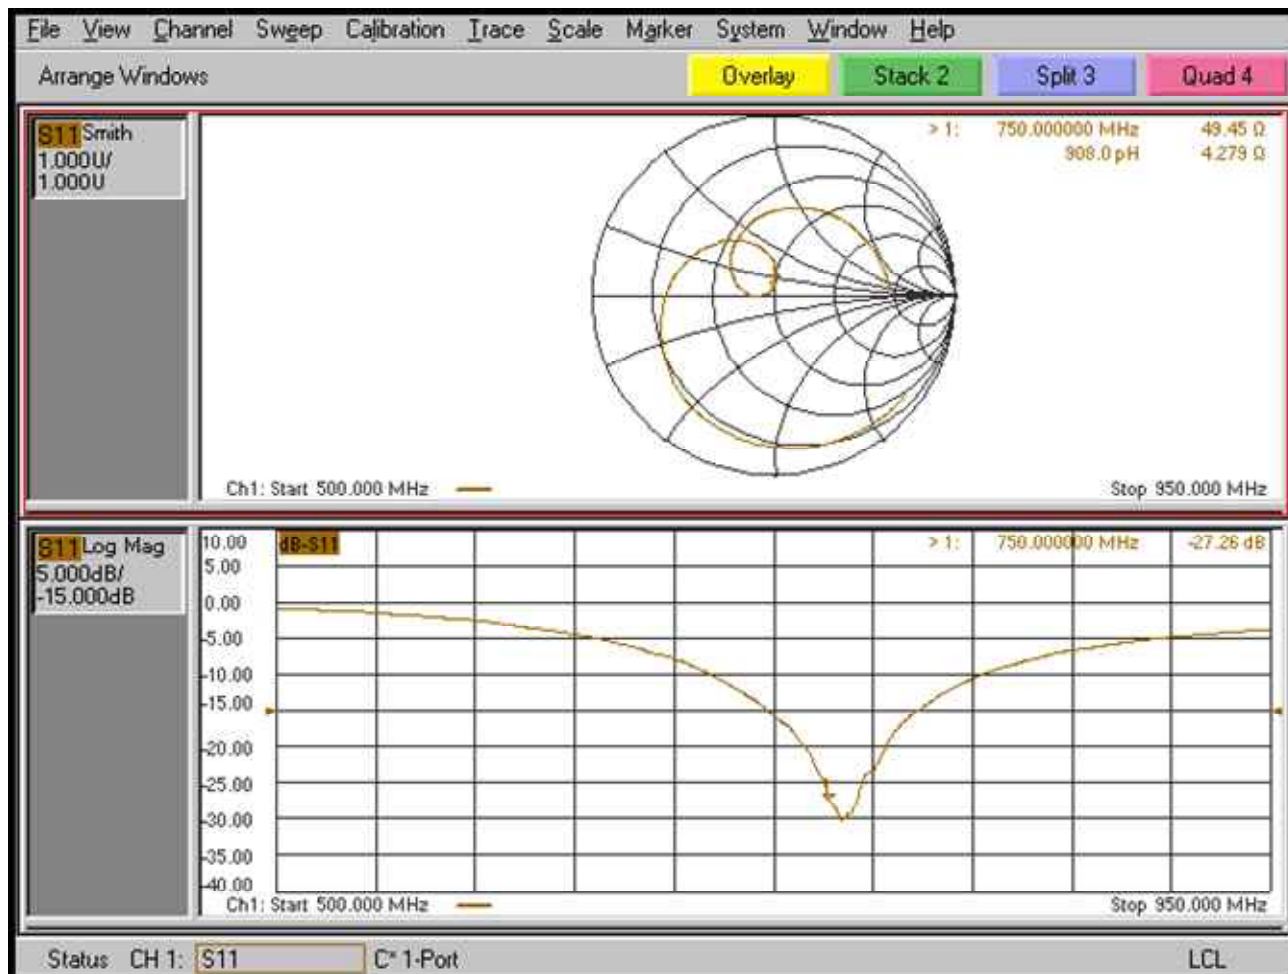 File View Channel Sweep Calibration Trace Scale Marker System Window Help
Arrange Windows Overlay Stack 2 Split 3 Quad 4
S11 Smith
1.000U/
1.000U
> 1: 750.000000 MHz 49.45 Ω
908.0 pH 4.279 Ω
Ch1: Start 500.000 MHz Stop 950.000 MHz
S11 Log Mag
5.000dB/
-15.000dB
dB-S11 > 1: 750.000000 MHz -27.26 dB
10.00
5.00
0.00
-5.00
-10.00
-15.00
-20.00
-25.00
-30.00
-35.00
-40.00
Ch1: Start 500.000 MHz Stop 950.000 MHz
Status CH 1: S11 C* 1-Port LCL